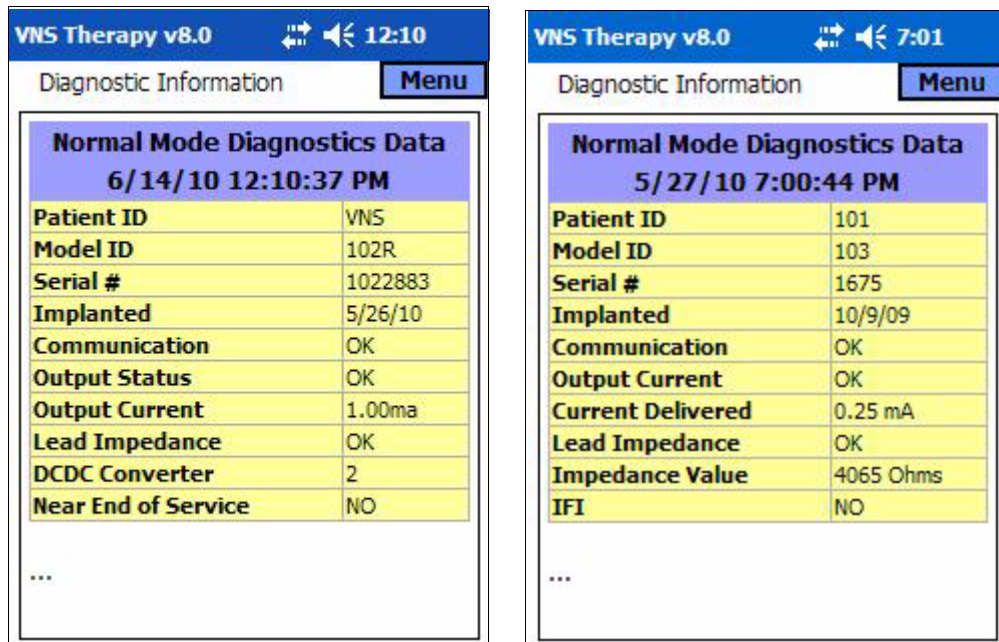 VNS Therapy v8.0 12:10
Diagnostic Information Menu
Normal Mode Diagnostics Data
6/14/10 12:10:37 PM
Patient ID VNS
Model ID 102R
Serial # 1022883
Implanted 5/26/10
Communication OK
Output Status OK
Output Current 1.00ma
Lead Impedance OK
DCDC Converter 2
Near End of Service NO
...
VNS Therapy v8.0 7:01
Diagnostic Information Menu
Normal Mode Diagnostics Data
5/27/10 7:00:44 PM
Patient ID 101
Model ID 103
Serial # 1675
Implanted 10/9/09
Communication OK
Output Current OK
Current Delivered 0.25 mA
Lead Impedance OK
Impedance Value 4065 Ohms
IFI NO
...